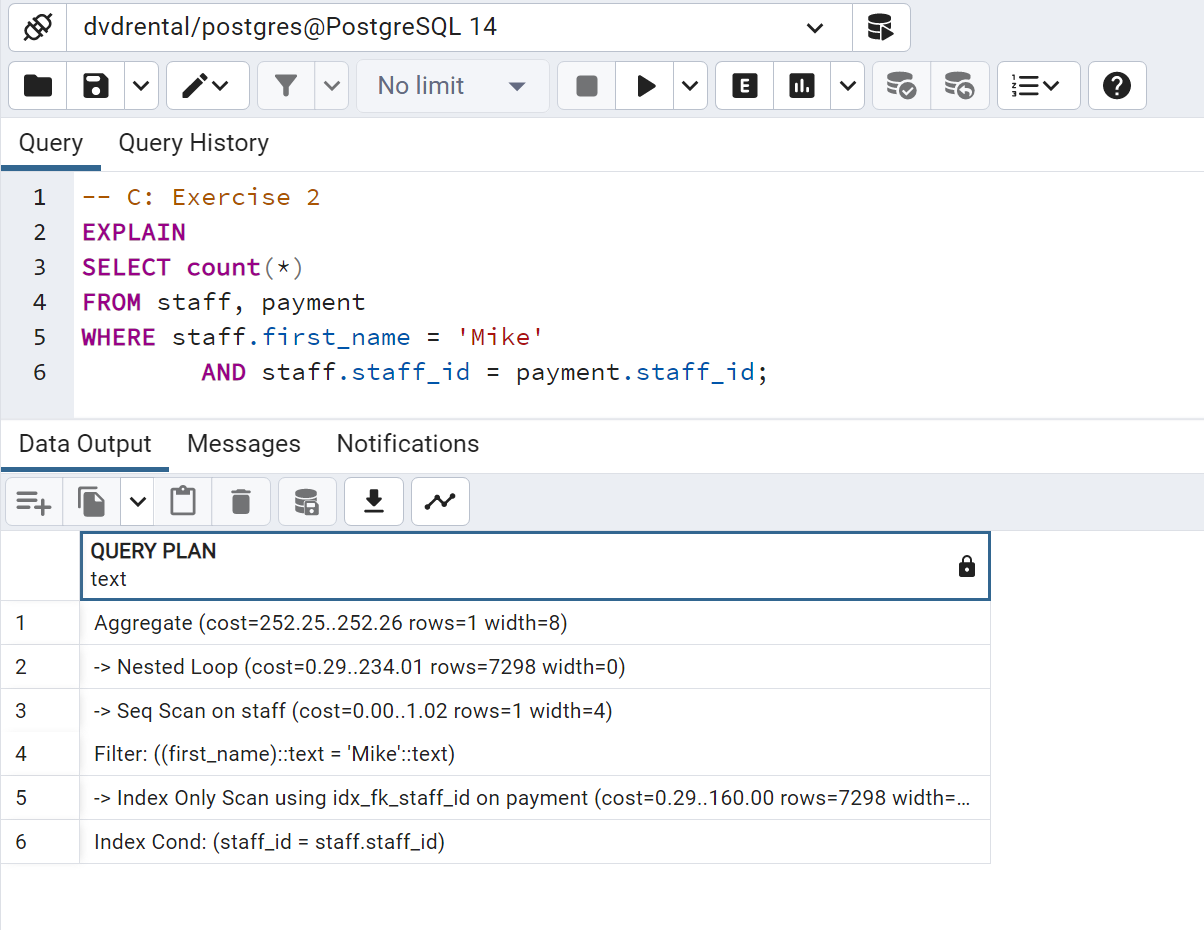 dvdrental/postgres@PostgreSQL 14
No limit
E
Query Query History
1 -- C: Exercise 2
2 EXPLAIN
3 SELECT count(*)
4 FROM staff, payment
5 WHERE staff.first_name = 'Mike'
6 AND staff.staff_id = payment.staff_id;
Data Output Messages Notifications
QUERY PLAN
text
1 Aggregate (cost=252.25..252.26 rows=1 width=8)
2 -> Nested Loop (cost=0.29..234.01 rows=7298 width=0)
3 -> Seq Scan on staff (cost=0.00..1.02 rows=1 width=4)
4 Filter: ((first_name)::text = 'Mike'::text)
5 -> Index Only Scan using idx_fk_staff_id on payment (cost=0.29..160.00 rows=7298 width=...
6 Index Cond: (staff_id = staff.staff_id)